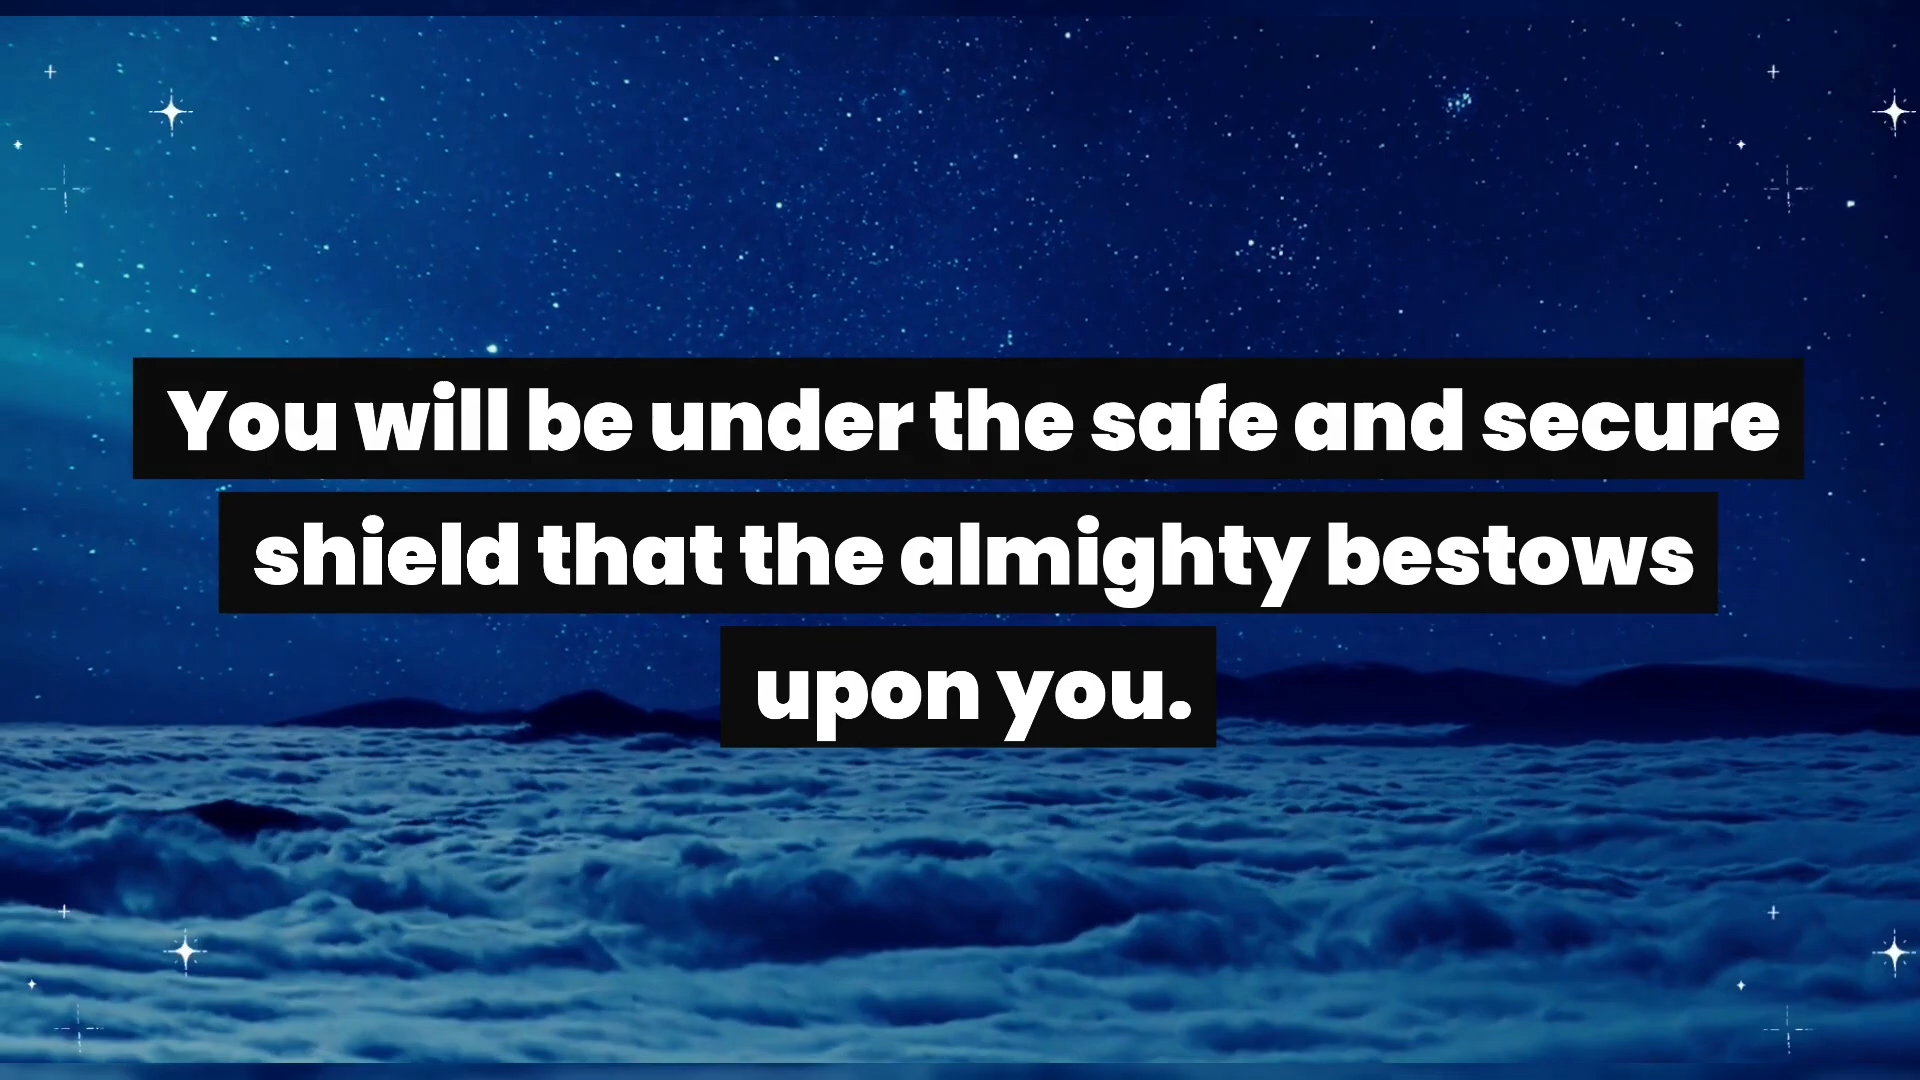 You will be under the safe and secure
shield that the almighty bestows
upon you.